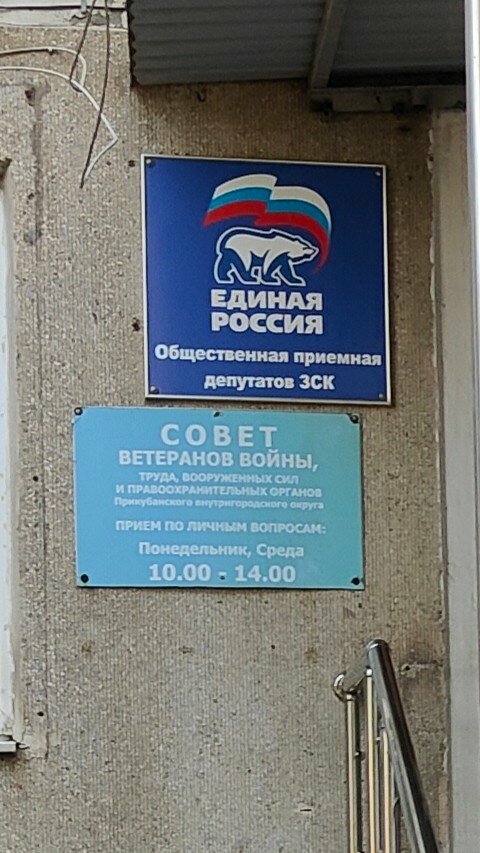 ЕДИНАЯ
РОССИЯ
Общественная приемная
депутатов ЗСК
СОВЕТ
ВЕТЕРАНОВ ВОЙНЫ,
ТРУДА, ВООРУЖЕННЫХ СИЛ
И ПРАВООХРАНИТЕЛЬНЫХ ОРГАНОВ
Прикубанского внутригородского округа
ПРИЕМ ПО ЛИЧНЫМ ВОПРОСАМ:
Понедельник, Среда
10.00 - 14.00